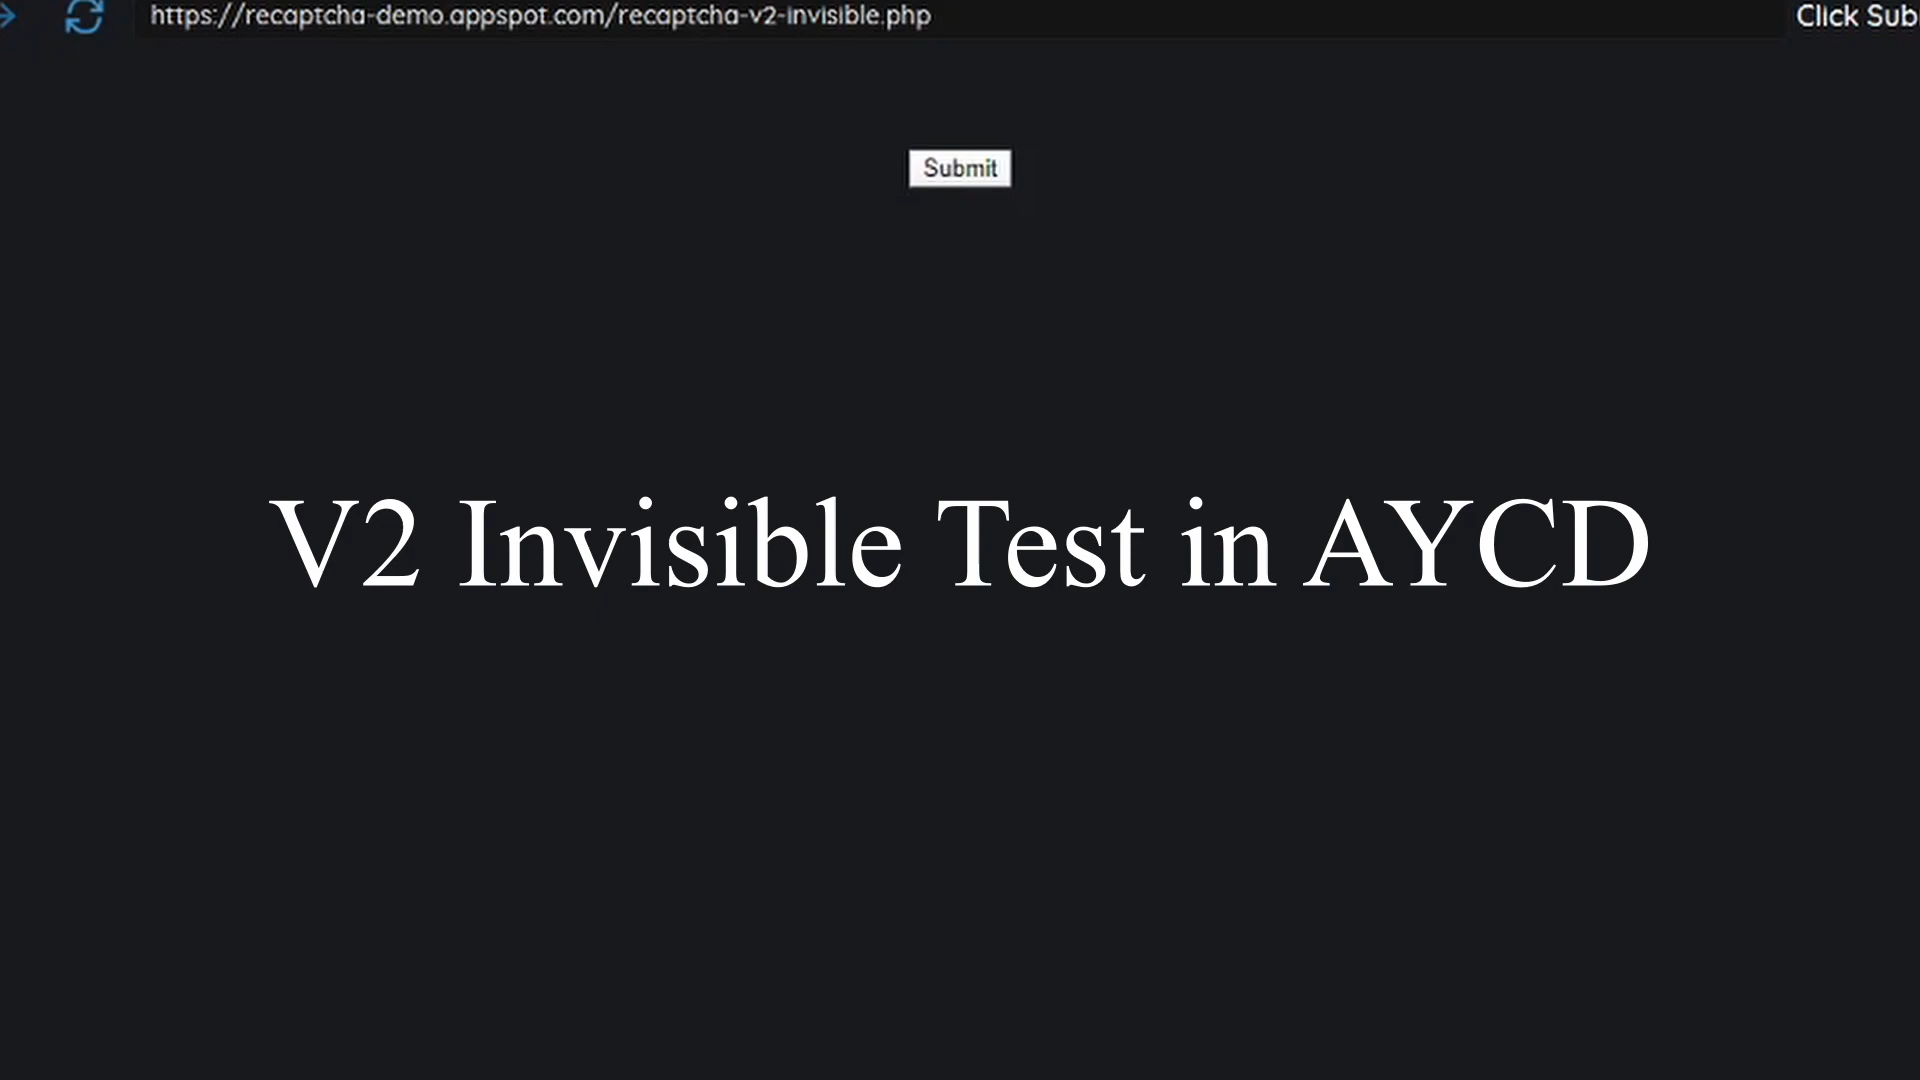 https://recaptcha-demo.appspot.com/recaptcha-v2-invisible.php
Click Sub
Submit
V2 Invisible Test in AYCD